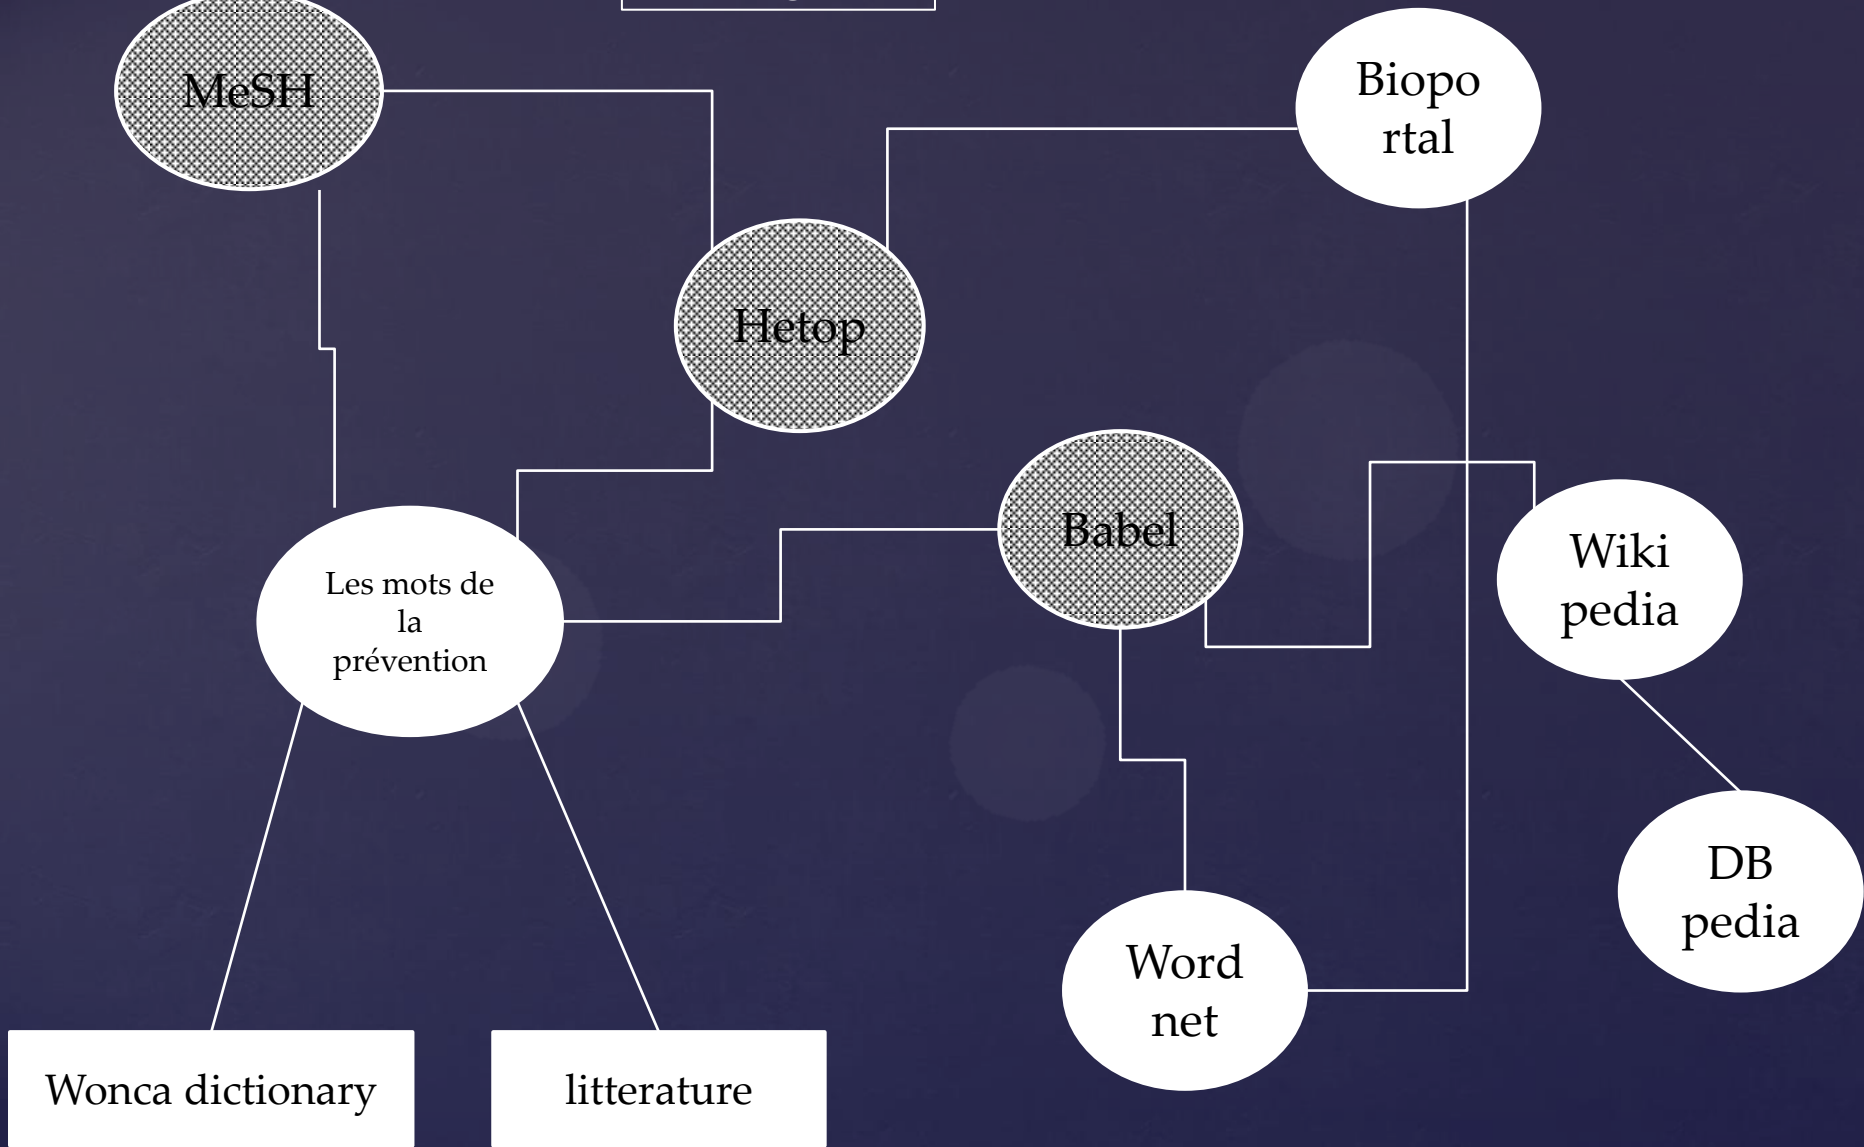 MeSH
Biopo
rtal
Hetop
Babel
Wiki
pedia
Les mots de
la
prévention
DB
pedia
Word
net
Wonca dictionary
litterature